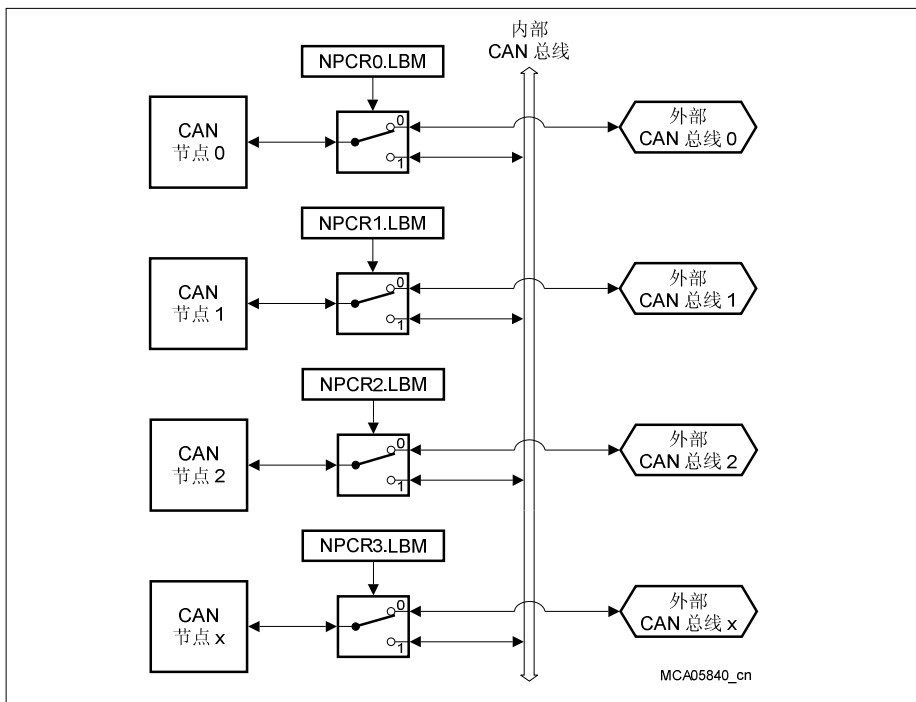 内部
CAN 总线
NPCR0.LBM
CAN
节点 0
0
1
外部
CAN 总线 0
NPCR1.LBM
CAN
节点 1
0
1
外部
CAN 总线 1
NPCR2.LBM
CAN
节点 2
0
1
外部
CAN 总线 2
NPCR3.LBM
CAN
节点 x
0
1
外部
CAN 总线 x
MCA05840_cn